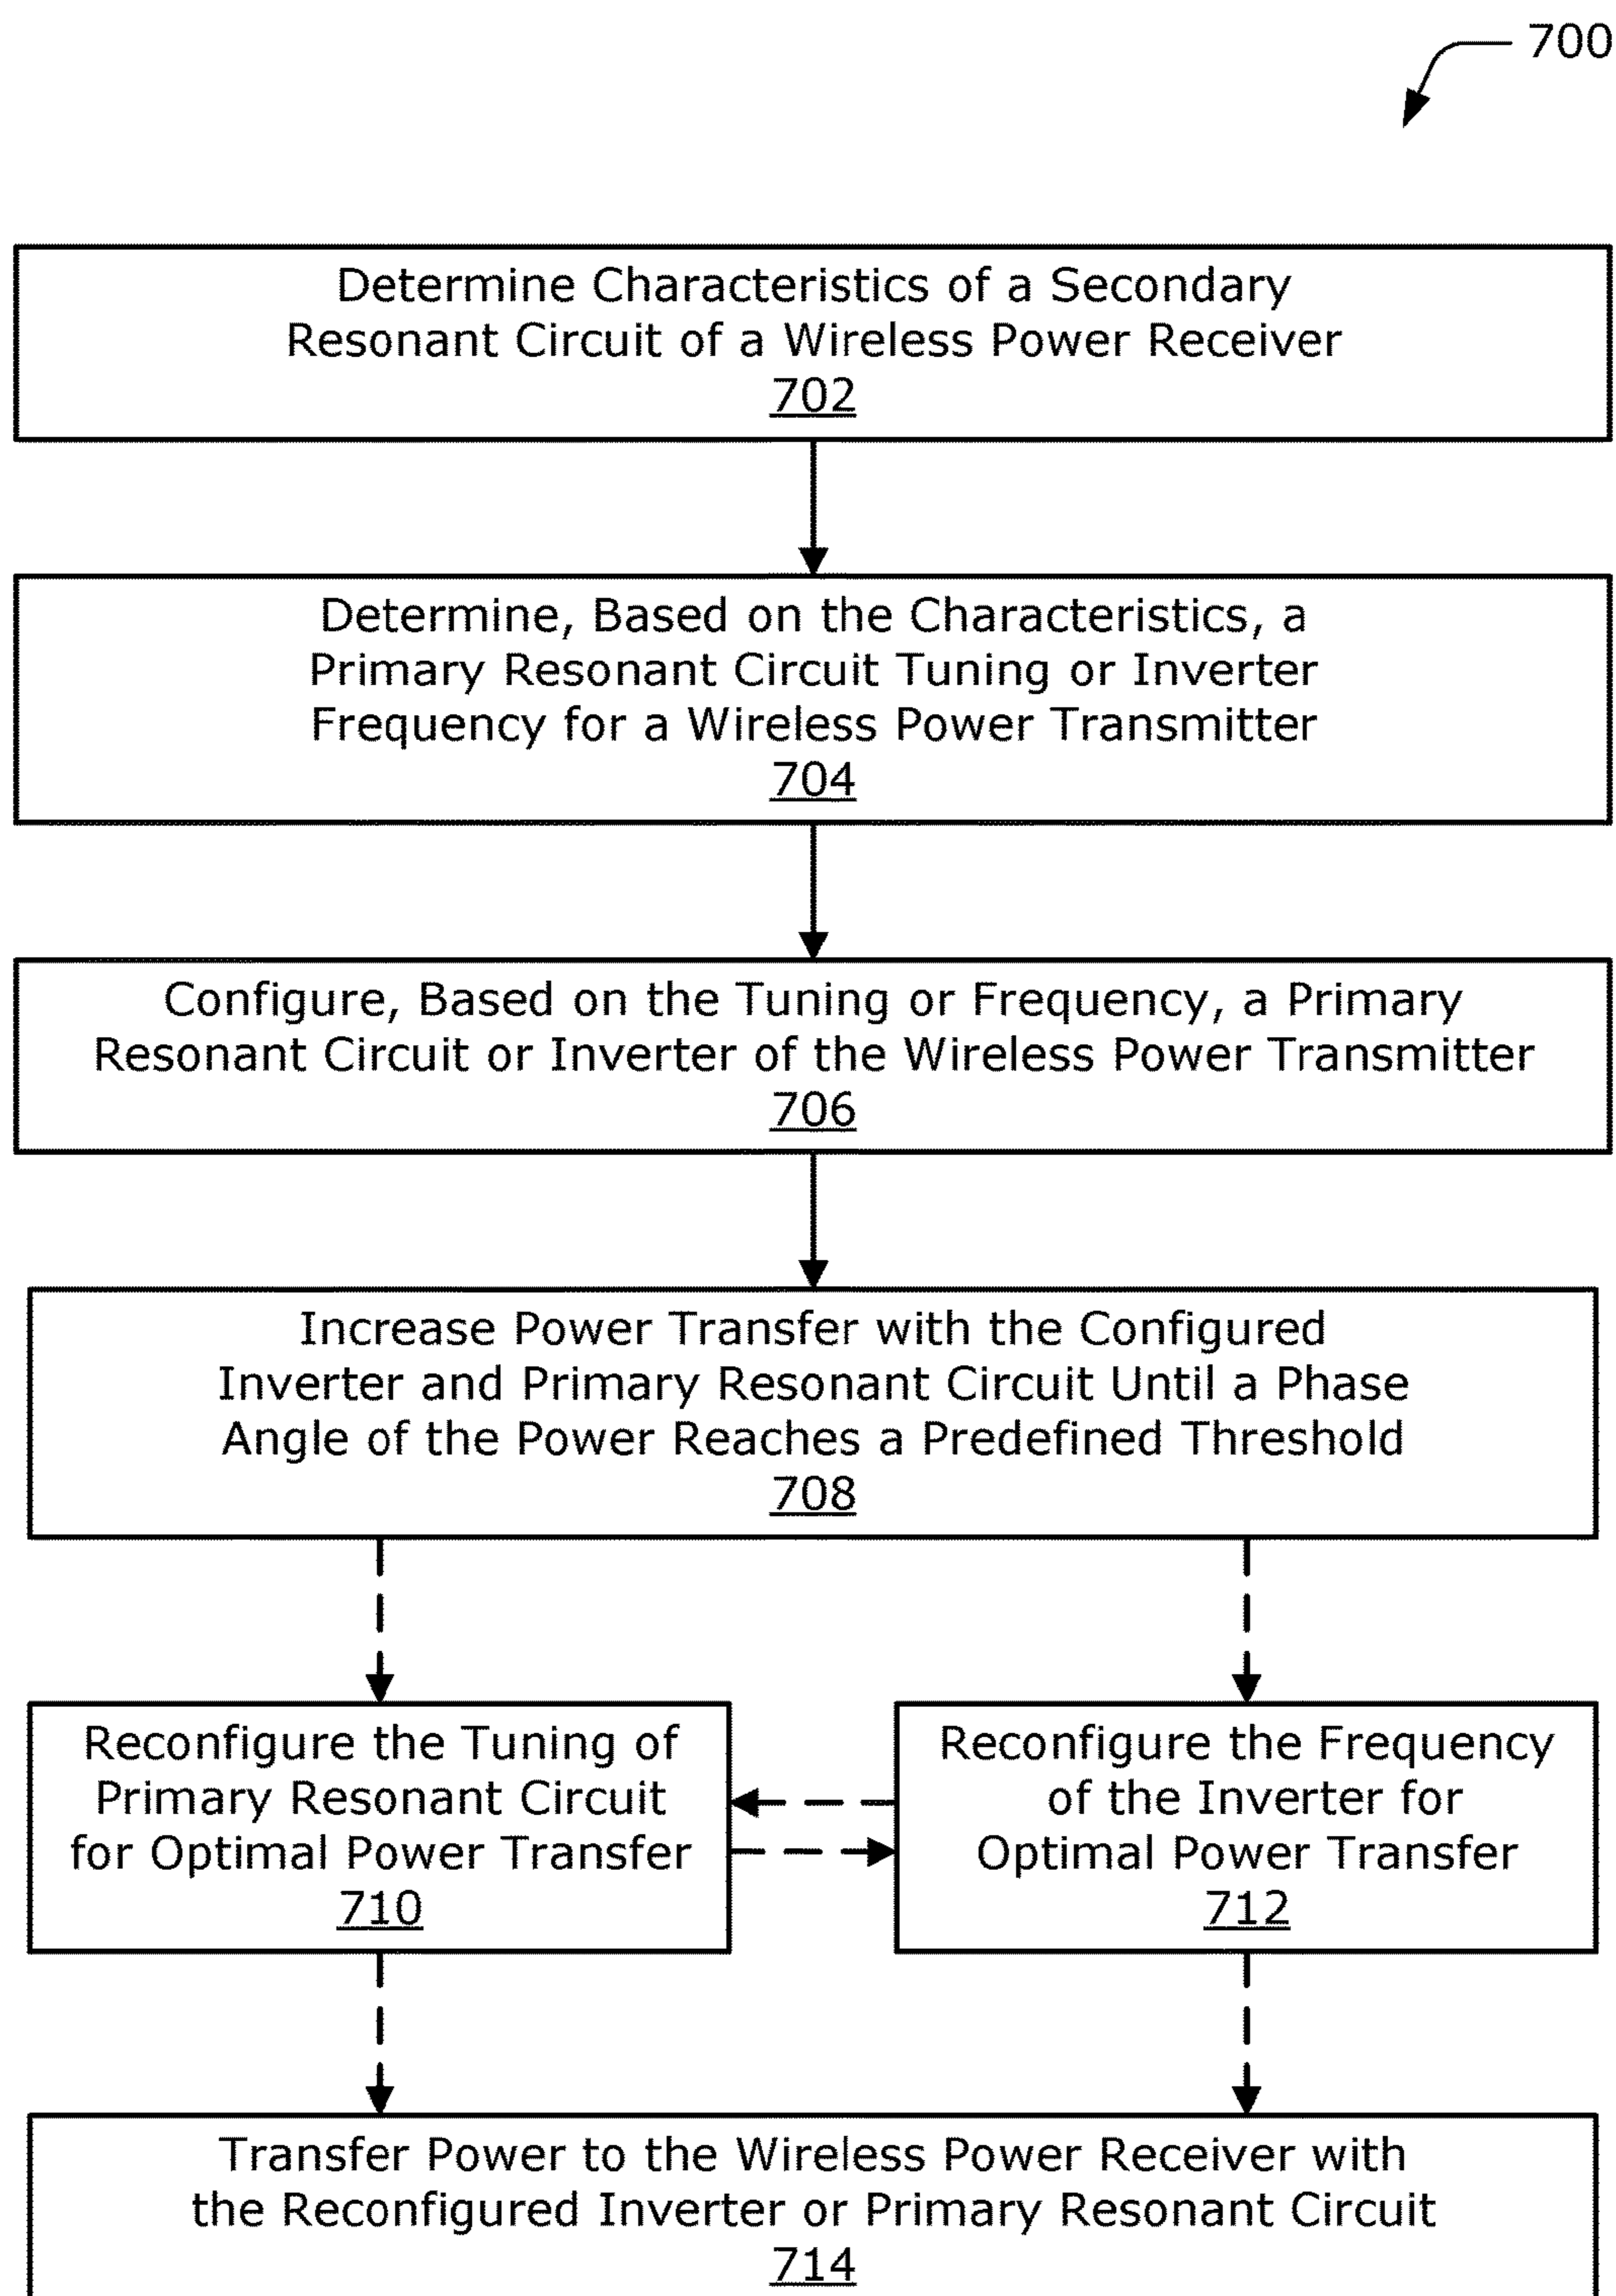 700
Determine Characteristics of a Secondary
Resonant Circuit of a Wireless Power Receiver
702
Determine, Based on the Characteristics, a
Primary Resonant Circuit Tuning or Inverter
Frequency for a Wireless Power Transmitter
704
Configure, Based on the Tuning or Frequency, a Primary
Resonant Circuit or Inverter of the Wireless Power Transmitter
706
Increase Power Transfer with the Configured
Inverter and Primary Resonant Circuit Until a Phase
Angle of the Power Reaches a Predefined Threshold
708
Reconfigure the Tuning of
Primary Resonant Circuit
for Optimal Power Transfer
710
Reconfigure the Frequency
of the Inverter for
Optimal Power Transfer
712
Transfer Power to the Wireless Power Receiver with
the Reconfigured Inverter or Primary Resonant Circuit
714